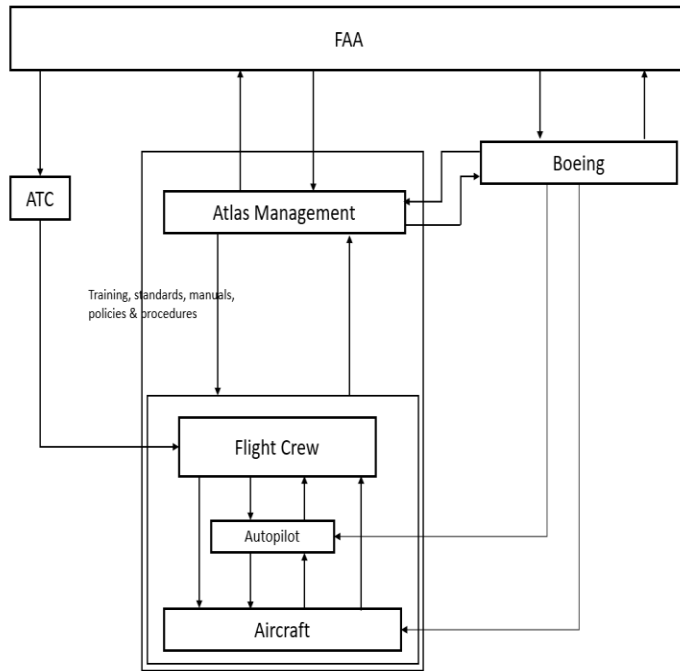 FAA
Boeing
ATC
Atlas Management
Training, standards, manuals,
policies & procedures
Flight Crew
Autopilot
Aircraft